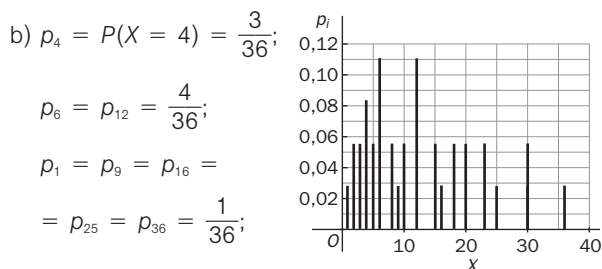 b) p₄ = P(X = 4) = 3/36;
p₆ = p₁₂ = 4/36;
p₁ = p₉ = p₁₆ =
= p₂₅ = p₃₆ = 1/36;
pᵢ
0,12
0,10
0,08
0,06
0,04
0,02
O 10 20 30 40
X